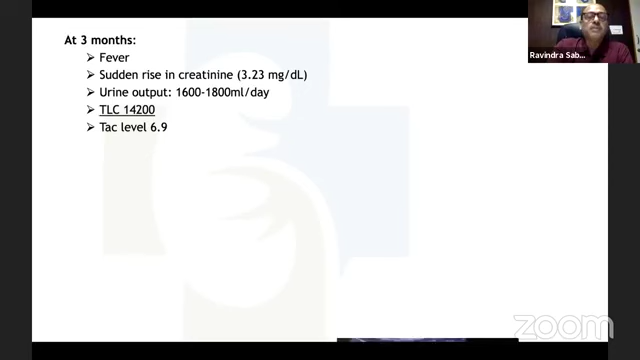 At 3 months:
Fever
Sudden rise in creatinine (3.23 mg/dL)
Urine output: 1600-1800ml/day
TLC 14200
Tac level 6.9
Ravindra Sab...
zoom